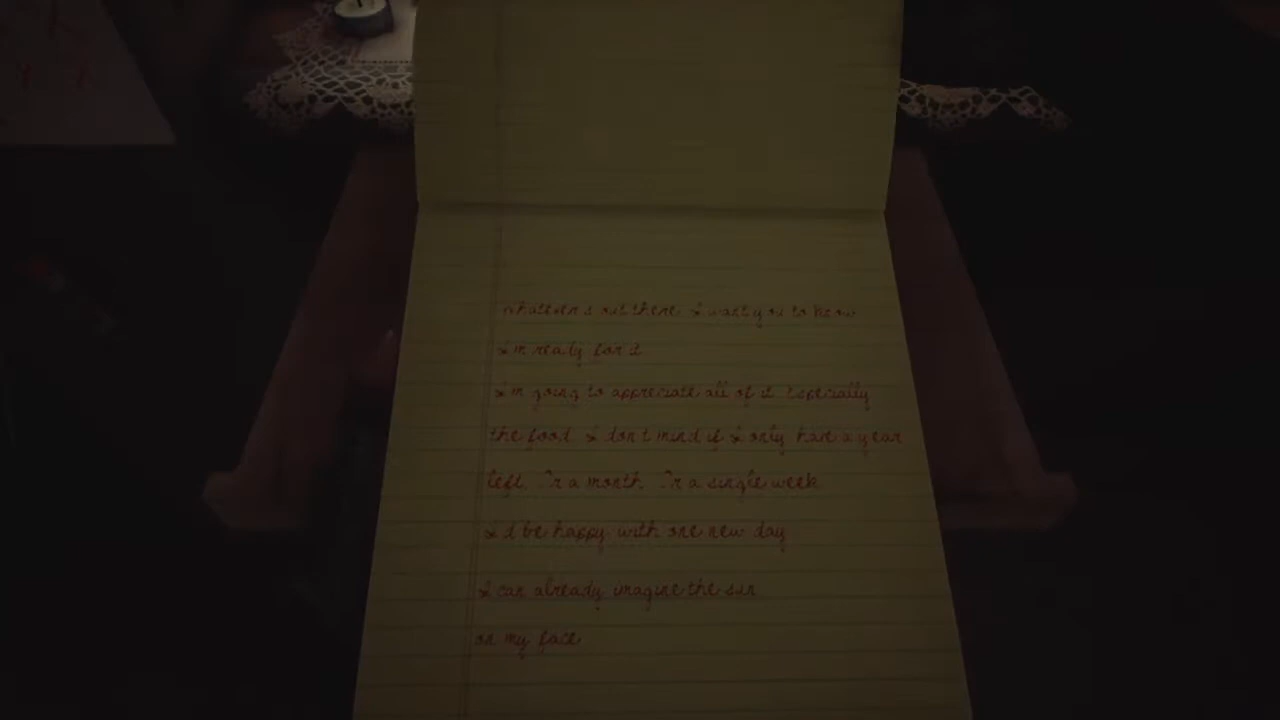 Whatever's out there, I want you to know
I'm ready for it.
I'm going to appreciate all of it. Especially
the food. I don't mind if I only have a year
left. Or a month. Or a single week.
I'd be happy with one new day.
I can already imagine the sun
on my face.